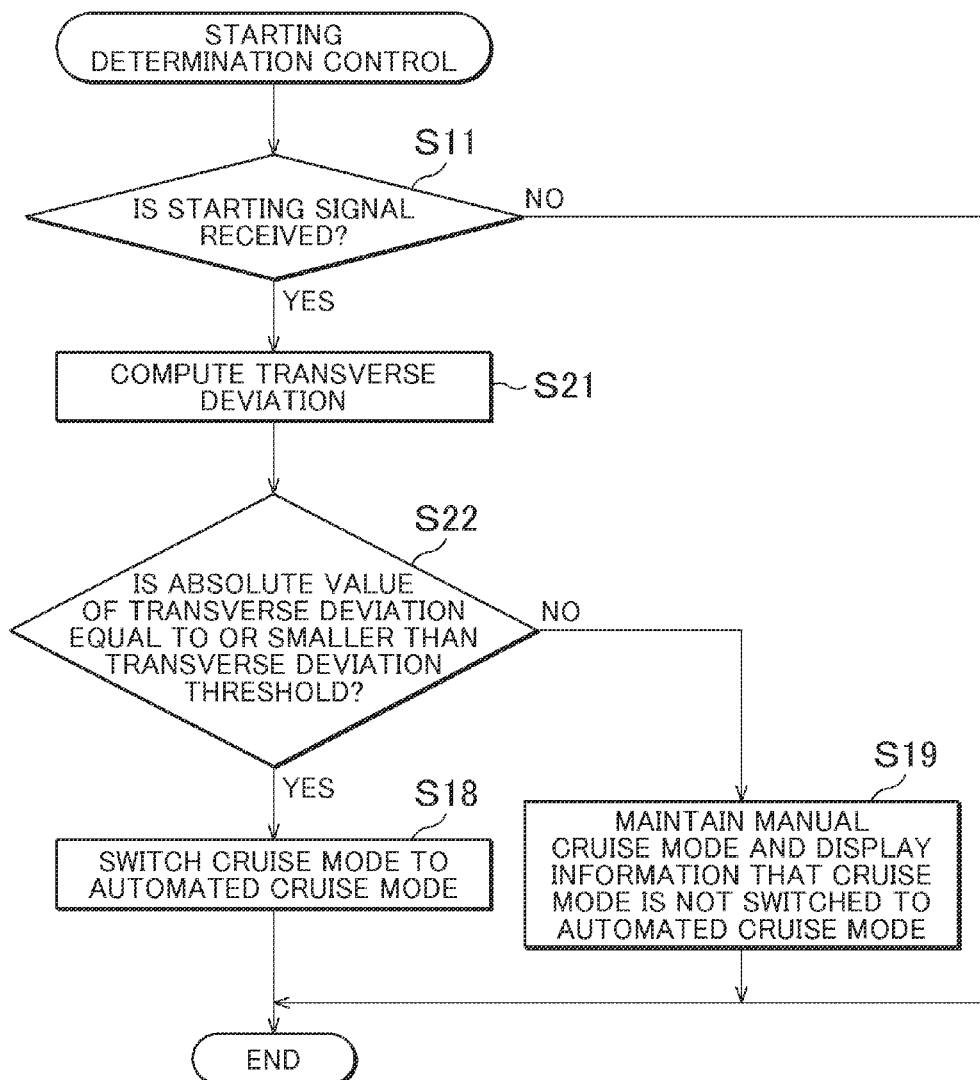 STARTING
DETERMINATION CONTROL
S11
IS STARTING SIGNAL
RECEIVED?
NO
YES
COMPUTE TRANSVERSE
DEVIATION
S21
S22
IS ABSOLUTE VALUE
OF TRANSVERSE DEVIATION
EQUAL TO OR SMALLER THAN
TRANSVERSE DEVIATION
THRESHOLD?
NO
YES
S18
SWITCH CRUISE MODE TO
AUTOMATED CRUISE MODE
S19
MAINTAIN MANUAL
CRUISE MODE AND DISPLAY
INFORMATION THAT CRUISE
MODE IS NOT SWITCHED TO
AUTOMATED CRUISE MODE
END